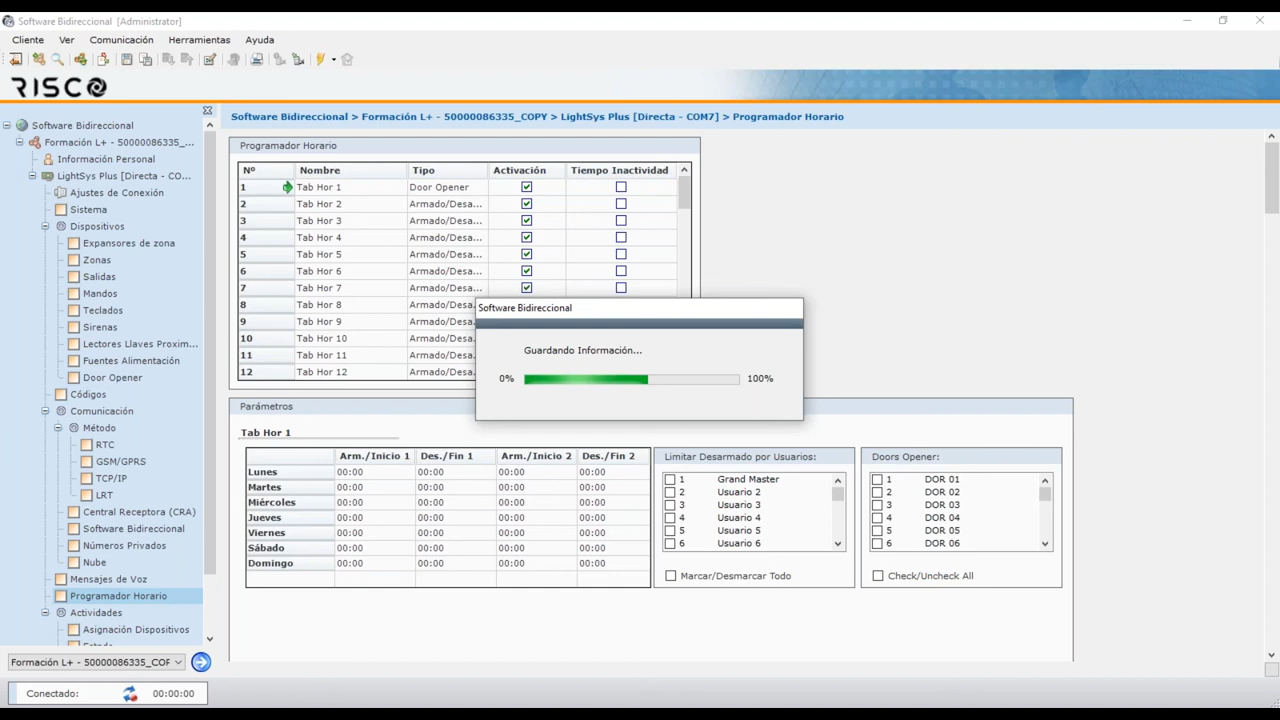 Software Bidireccional [Administrator]
Cliente Ver Comunicación Herramientas Ayuda
RISCO
Software Bidireccional > Formación L+ - 50000086335_COPY > LightSys Plus [Directa - COM7] > Programador Horario
Software Bidireccional
Formación L+ - 50000086335_...
Información Personal
LightSys Plus [Directa - CO...
Ajustes de Conexión
Sistema
Dispositivos
Expansores de zona
Zonas
Salidas
Mandos
Teclados
Sirenas
Lectores Llaves Proxim...
Fuentes Alimentación
Door Opener
Códigos
Comunicación
Método
RTC
GSM/GPRS
TCP/IP
LRT
Central Receptora (CRA)
Software Bidireccional
Números Privados
Nube
Mensajes de Voz
Programador Horario
Actividades
Asignación Dispositivos
Formación L+ - 50000086335_COF
Conectado: 00:00:00
Programador Horario
Nº Nombre Tipo Activación Tiempo Inactividad
1 Tab Hor 1 Door Opener
2 Tab Hor 2 Armado/Desa...
3 Tab Hor 3 Armado/Desa...
4 Tab Hor 4 Armado/Desa...
5 Tab Hor 5 Armado/Desa...
6 Tab Hor 6 Armado/Desa...
7 Tab Hor 7 Armado/Desa...
8 Tab Hor 8 Armado/Desa
9 Tab Hor 9 Armado/Desa
10 Tab Hor 10 Armado/Desa
11 Tab Hor 11 Armado/Desa
12 Tab Hor 12 Armado/Desa
Software Bidireccional
Guardando Información...
0% 100%
Parámetros
Tab Hor 1
Arm./Inicio 1 Des./Fin 1 Arm./Inicio 2 Des./Fin 2
Lunes 00:00 00:00 00:00 00:00
Martes 00:00 00:00 00:00 00:00
Miércoles 00:00 00:00 00:00 00:00
Jueves 00:00 00:00 00:00 00:00
Viernes 00:00 00:00 00:00 00:00
Sábado 00:00 00:00 00:00 00:00
Domingo 00:00 00:00 00:00 00:00
Limitar Desarmado por Usuarios:
1 Grand Master
2 Usuario 2
3 Usuario 3
4 Usuario 4
5 Usuario 5
6 Usuario 6
Marcar/Desmarcar Todo
Doors Opener:
1 DOR 01
2 DOR 02
3 DOR 03
4 DOR 04
5 DOR 05
6 DOR 06
Check/Uncheck All